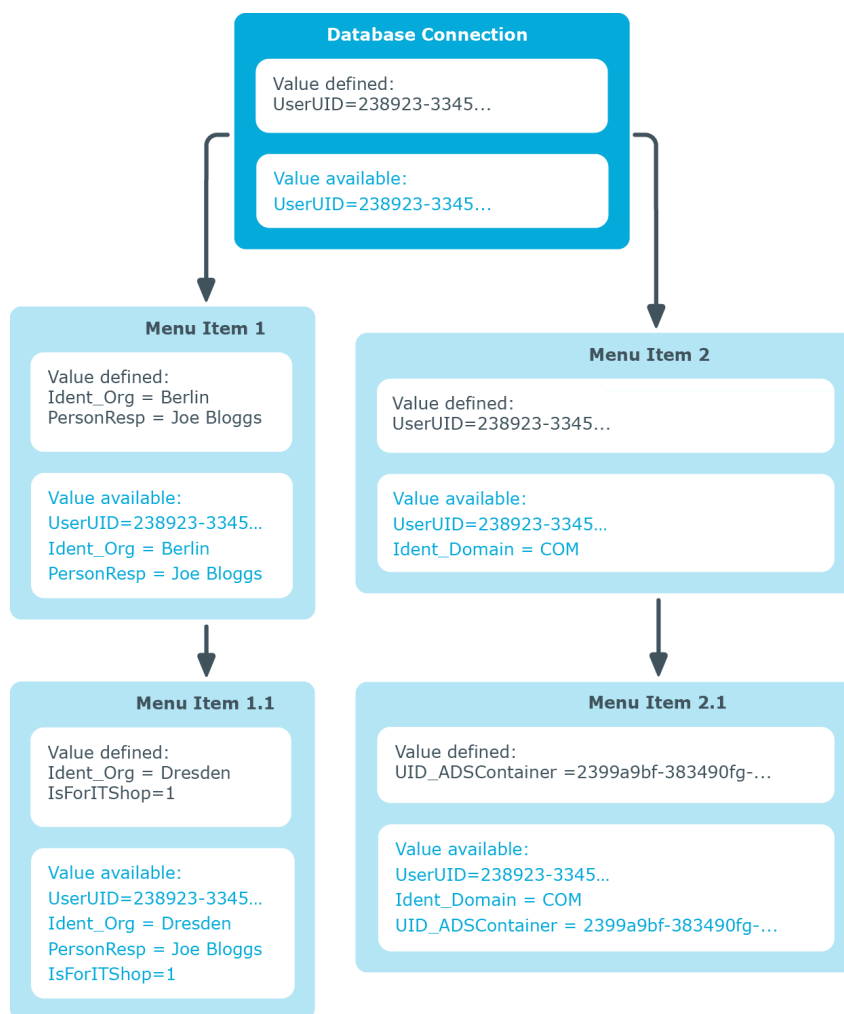 Database Connection
Value defined:
UserUID=238923-3345...
Value available:
UserUID=238923-3345...
Menu Item 1
Value defined:
Ident_Org = Berlin
PersonResp = Joe Bloggs
Value available:
UserUID=238923-3345...
Ident_Org = Berlin
PersonResp = Joe Bloggs
Menu Item 2
Value defined:
UserUID=238923-3345...
Value available:
UserUID=238923-3345...
Ident_Domain = COM
Menu Item 1.1
Value defined:
Ident_Org = Dresden
IsForITShop=1
Value available:
UserUID=238923-3345...
Ident_Org = Dresden
PersonResp = Joe Bloggs
IsForITShop=1
Menu Item 2.1
Value defined:
UID_ADSContainer =2399a9bf-383490fg-...
Value available:
UserUID=238923-3345...
Ident_Domain = COM
UID_ADSContainer = 2399a9bf-383490fg-...